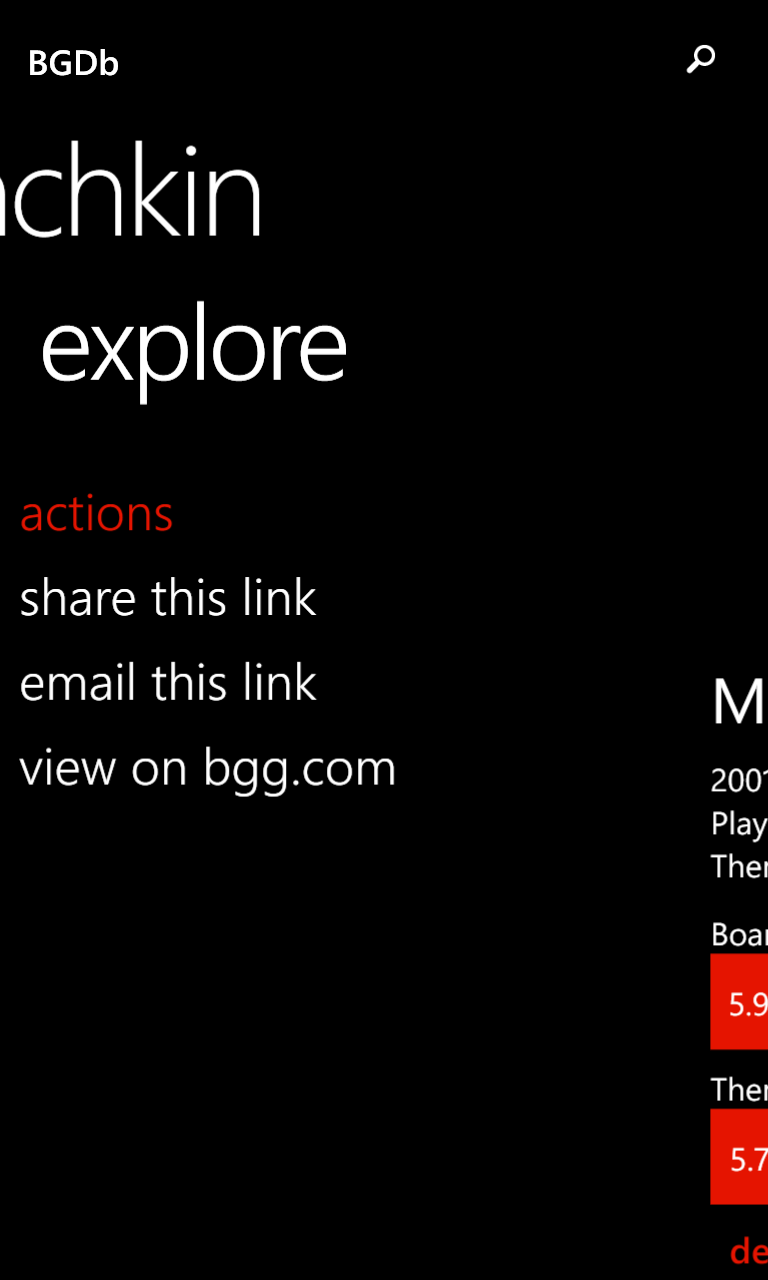 BGDb
nchkin
explore
actions
share this link
email this link
view on bgg.com
M
2001
Play
Ther
Boar
5.9
Ther
5.7
de